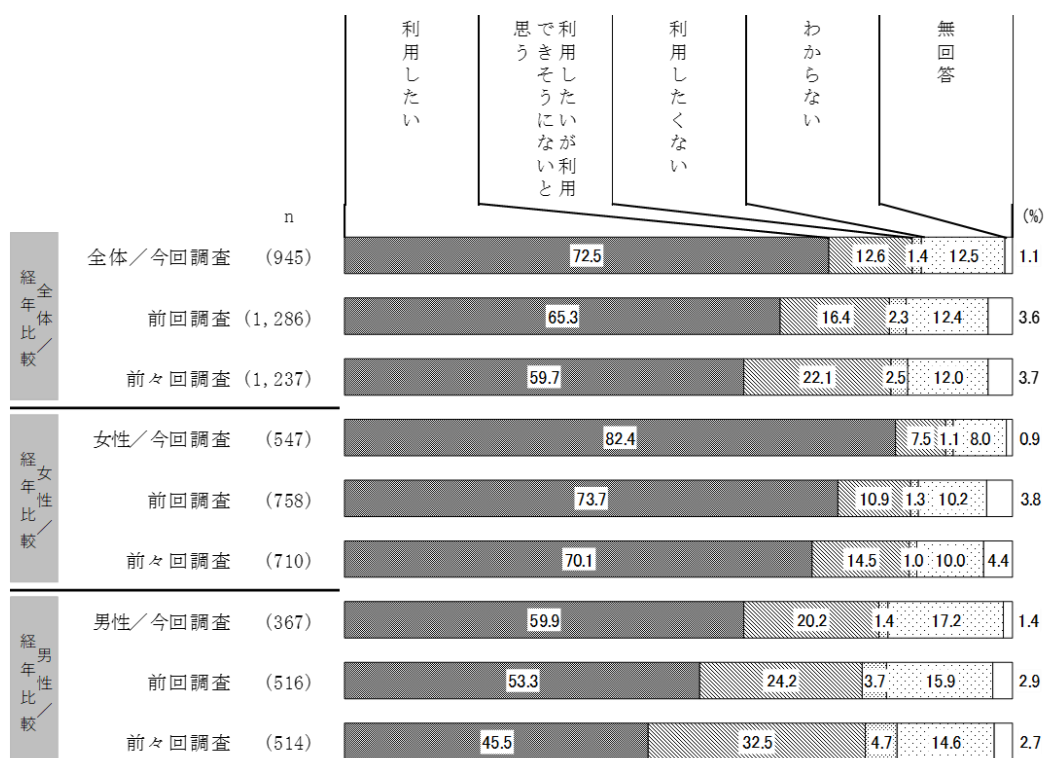 利用したい
利用したいが利用
できそうにないと
思う
利用したくない
わからない
無回答
n
(%)
全体／
経年比較
全体／今回調査 (945) 72.5 12.6 1.4 12.5 1.1
前回調査 (1,286) 65.3 16.4 2.3 12.4 3.6
前々回調査 (1,237) 59.7 22.1 2.5 12.0 3.7
女性／
経年比較
女性／今回調査 (547) 82.4 7.5 1.1 8.0 0.9
前回調査 (758) 73.7 10.9 1.3 10.2 3.8
前々回調査 (710) 70.1 14.5 1.0 10.0 4.4
男性／
経年比較
男性／今回調査 (367) 59.9 20.2 1.4 17.2 1.4
前回調査 (516) 53.3 24.2 3.7 15.9 2.9
前々回調査 (514) 45.5 32.5 4.7 14.6 2.7